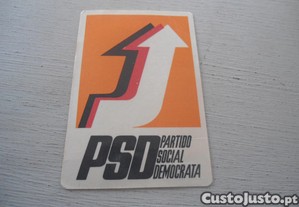 PSD PARTIDO
SOCIAL
DEMOCRATA
CustoJusto.pt